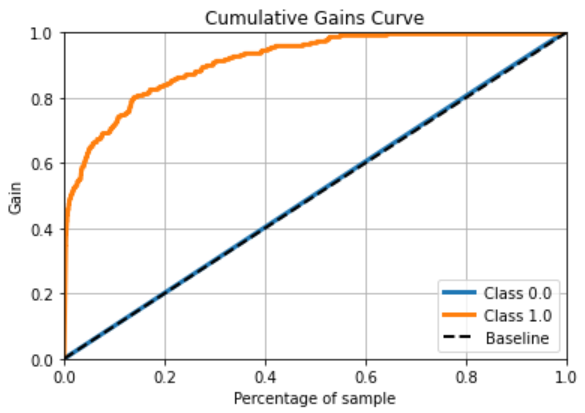 Cumulative Gains Curve
1.0
0.8
0.6
0.4
0.2
0.0
Gain
Class 0.0
Class 1.0
Baseline
0.0 0.2 0.4 0.6 0.8 1.0
Percentage of sample